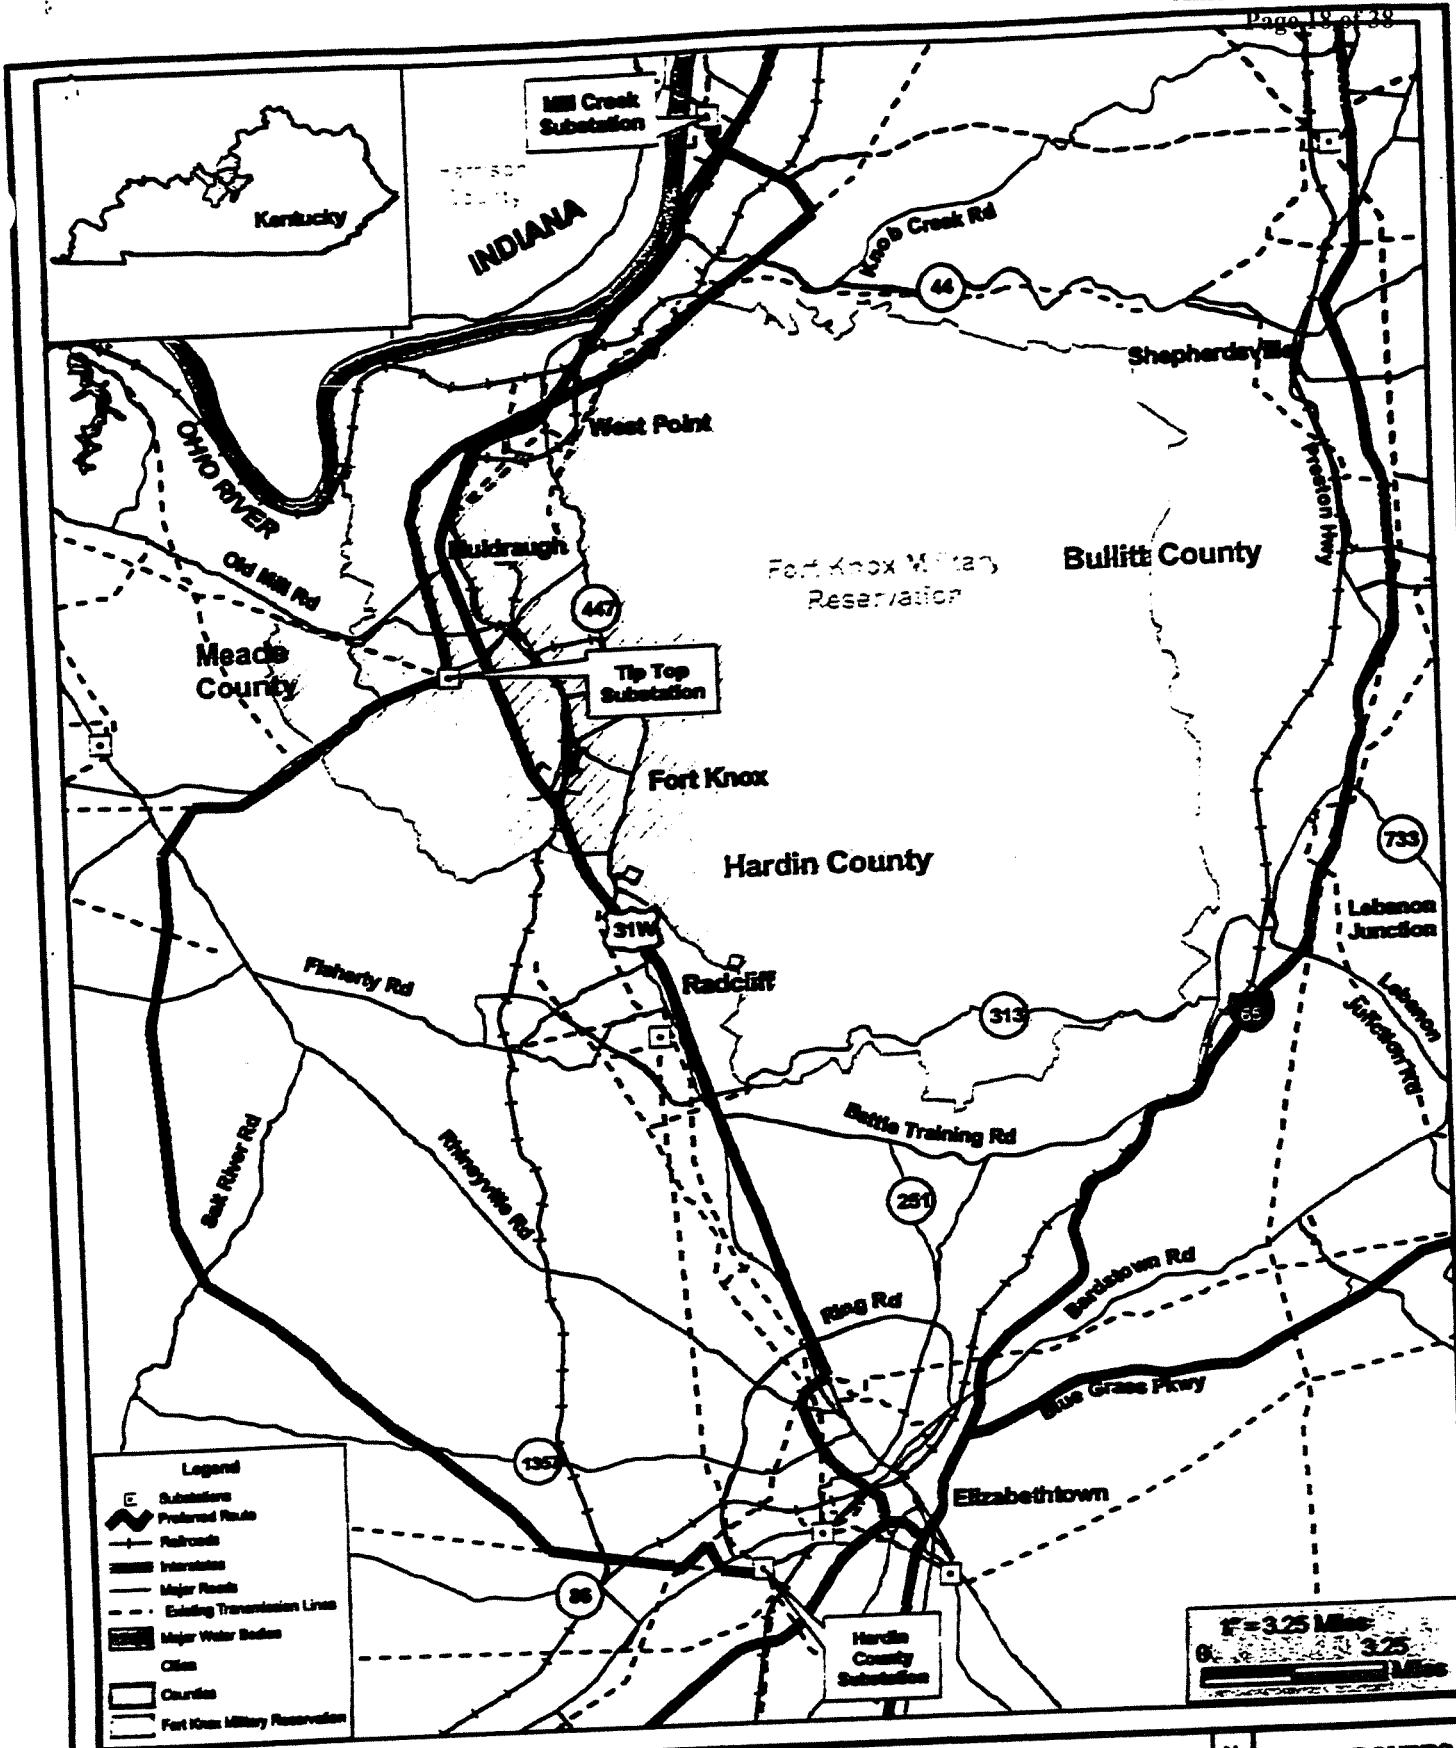 Page 18 of 38
Mill Creek
Substation
Kentucky
INDIANA
Knob Creek Rd
44
Shepherdsville
West Point
OHIO RIVER
Preston Hwy
Muldraugh
Old Mill Rd
Fort Knox Military
Reservation
Bullitt County
447
Meade
County
Tip Top
Substation
Fort Knox
733
Hardin County
Lebanon
Junction
31W
Flaherty Rd
Radcliff
Lebanon
Junction Rd
313
65
Battle Training Rd
Salt River Rd
Rhineyville Rd
251
Bardstown Rd
Ring Rd
Blue Grass Pkwy
1357
Elizabethtown
Legend
Substations
Preferred Route
Railroads
Interstates
Major Roads
Existing Transmission Lines
Major Water Bodies
Cities
Counties
Fort Knox Military Reservation
86
Hardin
County
Substation
1" = 3.25 Miles
0 3.25
Miles